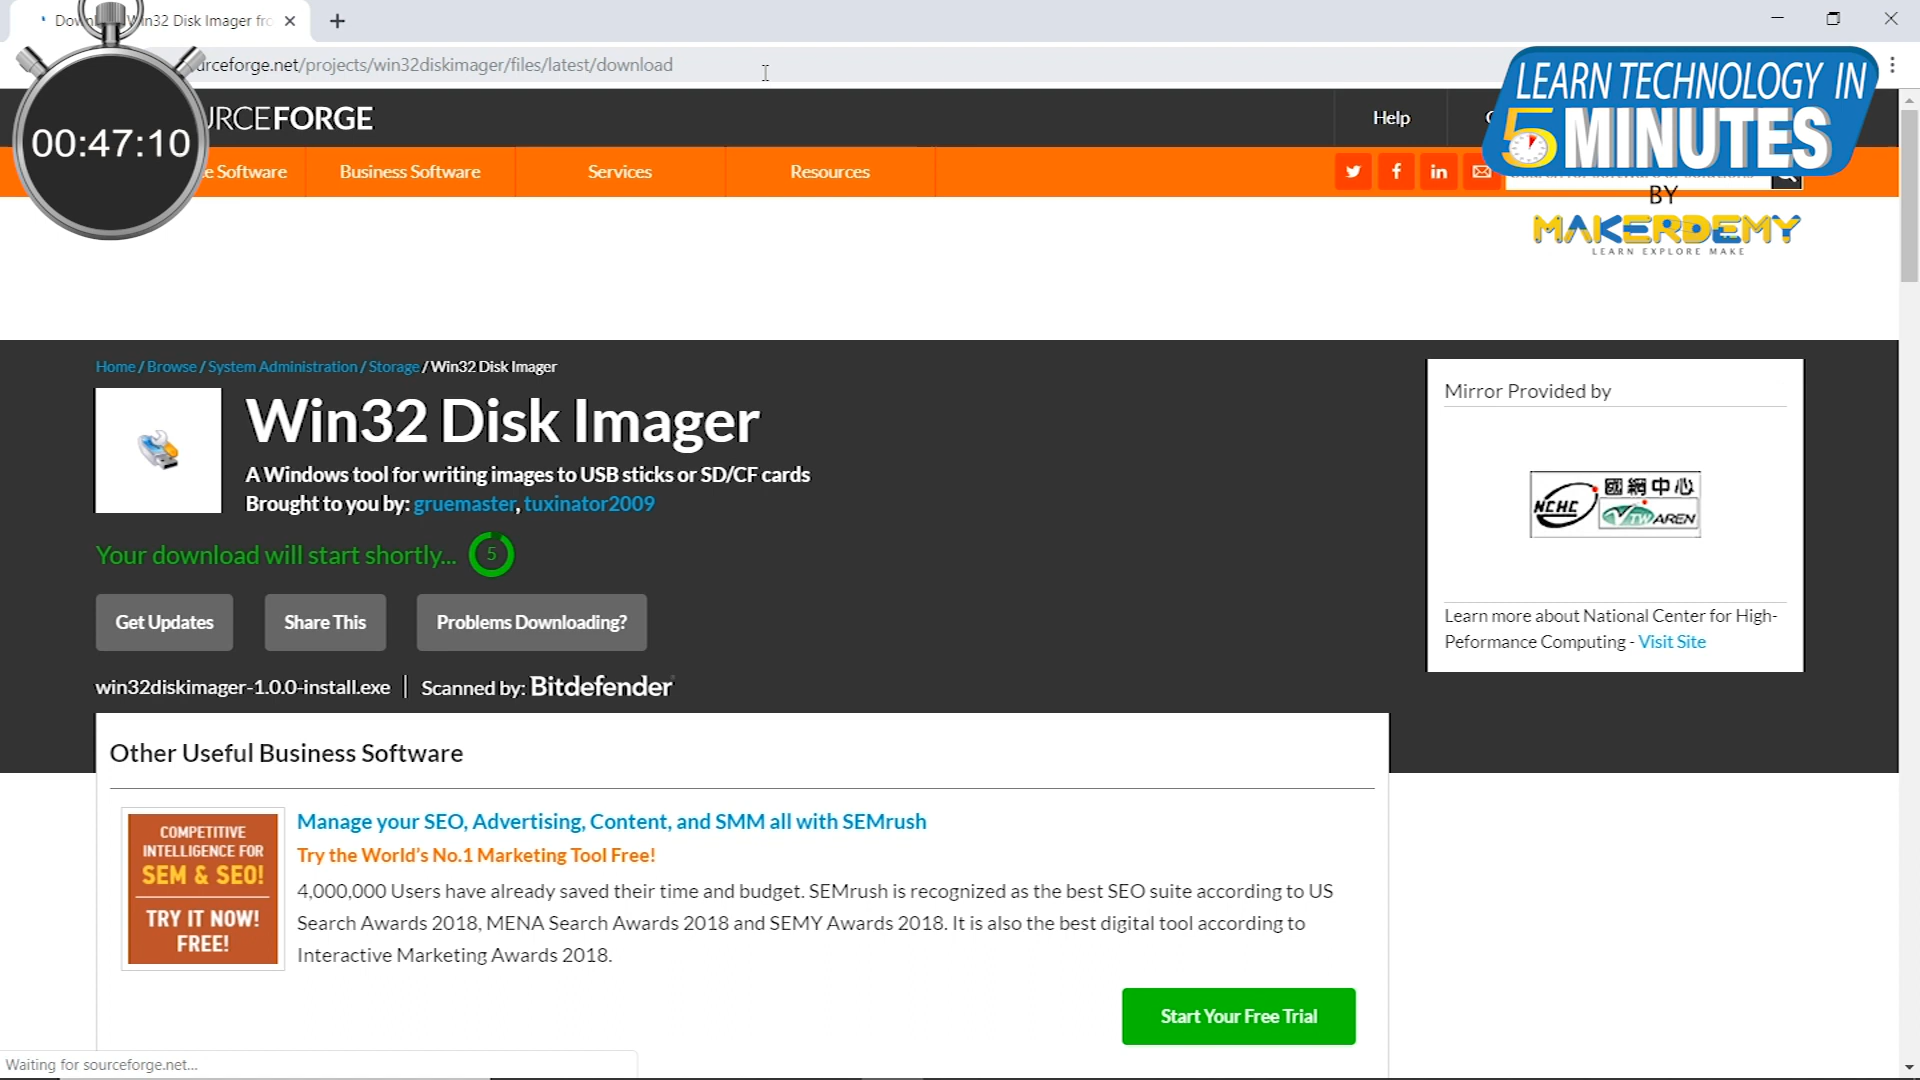 Win32 Disk Imager fro
00:47:10
urceforge.net/projects/win32diskimager/files/latest/download
LEARN TECHNOLOGY IN
5 MINUTES
BY
MAKERDEMY
LEARN EXPLORE MAKE
URCEFORGE
Help
e Software
Business Software
Services
Resources
Home / Browse / System Administration / Storage / Win32 Disk Imager
Win32 Disk Imager
A Windows tool for writing images to USB sticks or SD/CF cards
Brought to you by: gruemaster, tuxinator2009
Your download will start shortly... 5
Get Updates
Share This
Problems Downloading?
win32diskimager-1.0.0-install.exe | Scanned by: Bitdefender
Mirror Provided by
NCHC
國網中心
TWAREN
Learn more about National Center for High-
Peformance Computing - Visit Site
Other Useful Business Software
COMPETITIVE
INTELLIGENCE FOR
SEM & SEO!
TRY IT NOW!
FREE!
Manage your SEO, Advertising, Content, and SMM all with SEMrush
Try the World's No.1 Marketing Tool Free!
4,000,000 Users have already saved their time and budget. SEMrush is recognized as the best SEO suite according to US
Search Awards 2018, MENA Search Awards 2018 and SEMY Awards 2018. It is also the best digital tool according to
Interactive Marketing Awards 2018.
Start Your Free Trial
Waiting for sourceforge.net...